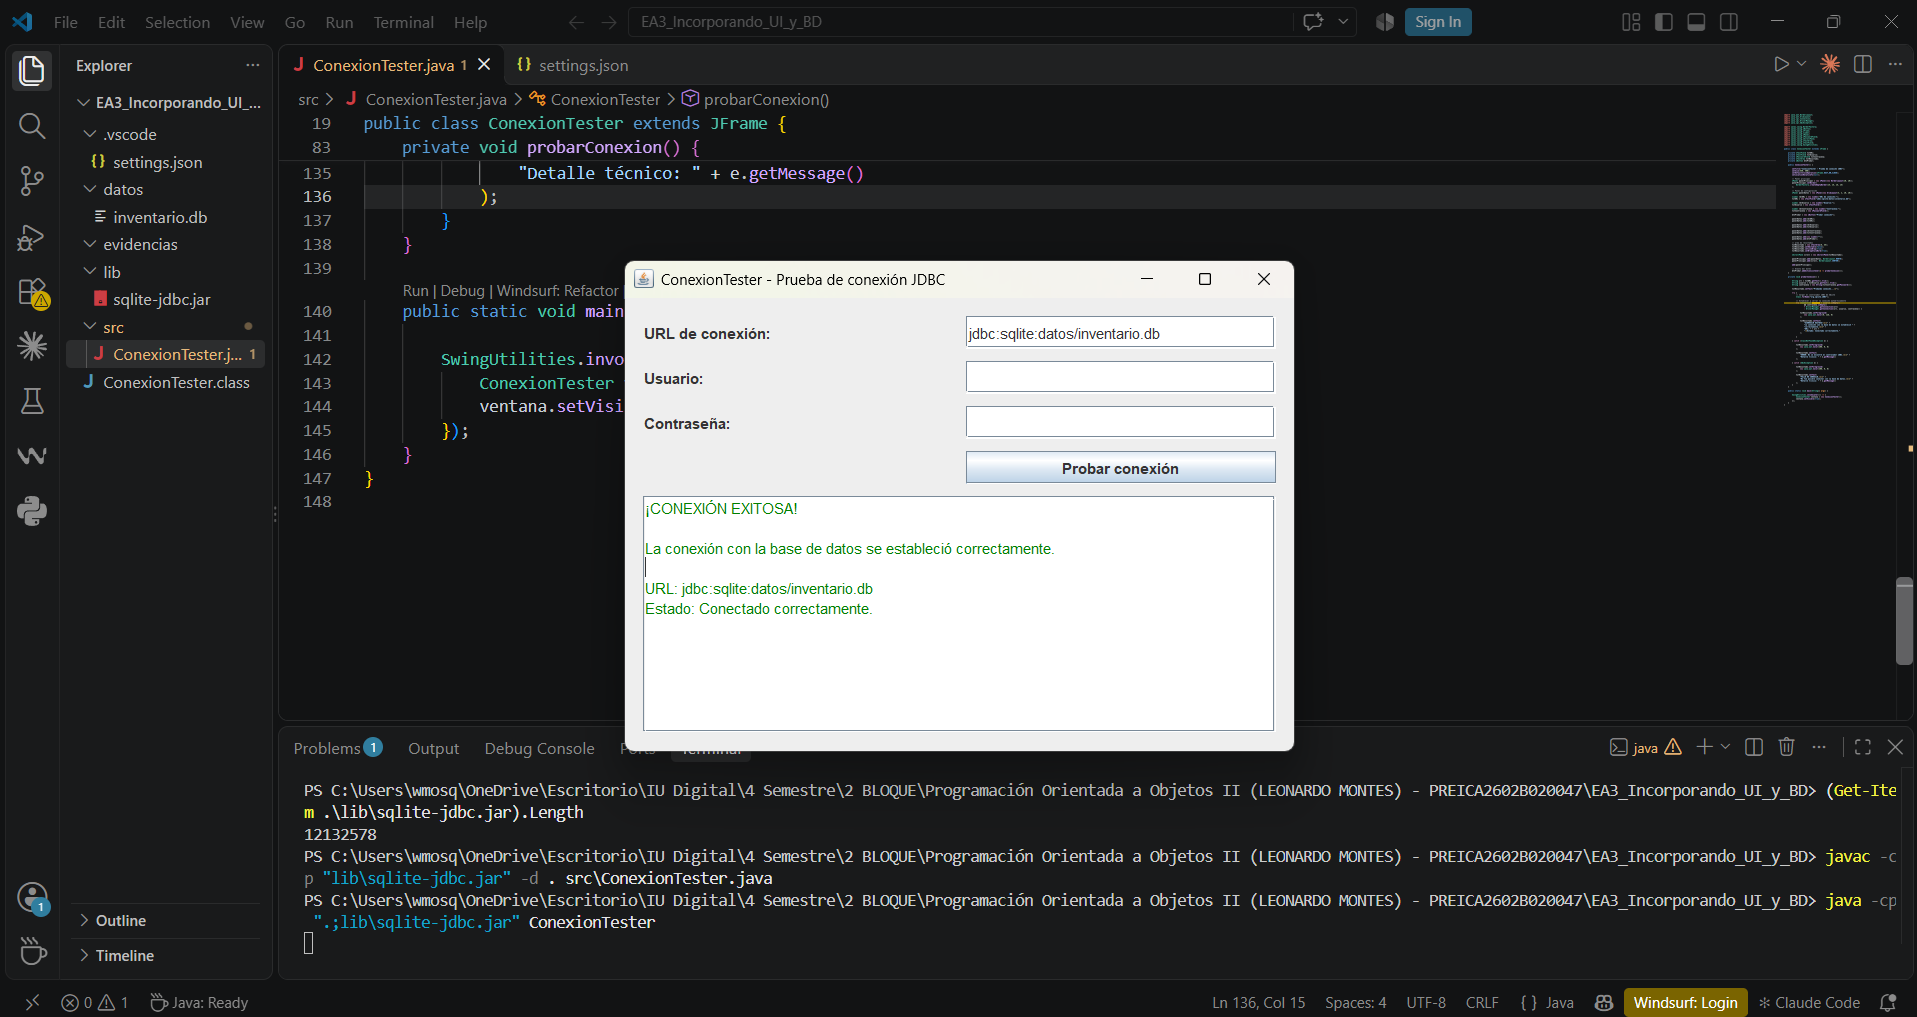 File Edit Selection View Go Run Terminal Help
EA3_Incorporando_UI_y_BD
Sign In
Explorer
EA3_Incorporando_UI_...
.vscode
settings.json
datos
inventario.db
evidencias
lib
sqlite-jdbc.jar
src
ConexionTester.j... 1
ConexionTester.class
Outline
Timeline
ConexionTester.java 1
settings.json
src > ConexionTester.java > ConexionTester > probarConexion()
19 public class ConexionTester extends JFrame {
83 private void probarConexion() {
135 "Detalle técnico: " + e.getMessage()
136 );
137 }
138 }
139
Run | Debug | Windsurf: Refactor
140 public static void main
141
142 SwingUtilities.invo
143 ConexionTester
144 ventana.setVisi
145 });
146 }
147 }
148
ConexionTester - Prueba de conexión JDBC
URL de conexión: jdbc:sqlite:datos/inventario.db
Usuario:
Contraseña:
Probar conexión
¡CONEXIÓN EXITOSA!
La conexión con la base de datos se estableció correctamente.
URL: jdbc:sqlite:datos/inventario.db
Estado: Conectado correctamente.
Problems 1 Output Debug Console Ports Terminal
java
PS C:\Users\wmosq\OneDrive\Escritorio\IU Digital\4 Semestre\2 BLOQUE\Programación Orientada a Objetos II (LEONARDO MONTES) - PREICA2602B020047\EA3_Incorporando_UI_y_BD> (Get-Ite
m .\lib\sqlite-jdbc.jar).Length
12132578
PS C:\Users\wmosq\OneDrive\Escritorio\IU Digital\4 Semestre\2 BLOQUE\Programación Orientada a Objetos II (LEONARDO MONTES) - PREICA2602B020047\EA3_Incorporando_UI_y_BD> javac -c
p "lib\sqlite-jdbc.jar" -d . src\ConexionTester.java
PS C:\Users\wmosq\OneDrive\Escritorio\IU Digital\4 Semestre\2 BLOQUE\Programación Orientada a Objetos II (LEONARDO MONTES) - PREICA2602B020047\EA3_Incorporando_UI_y_BD> java -cp
".;lib\sqlite-jdbc.jar" ConexionTester
1
0 1 Java: Ready
Ln 136, Col 15 Spaces: 4 UTF-8 CRLF { } Java Windsurf: Login Claude Code